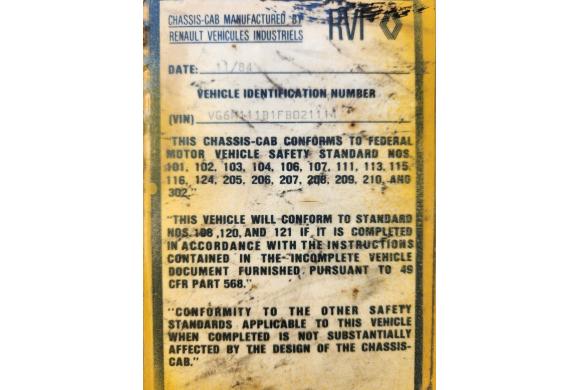 CHASSIS-CAB MANUFACTURED BY
RENAULT VEHICULES INDUSTRIELS
RVI
DATE: 11/84
VEHICLE IDENTIFICATION NUMBER
(VIN)
"THIS CHASSIS-CAB CONFORMS TO FEDERAL
MOTOR VEHICLE SAFETY STANDARD NOS.
101, 102, 103, 104, 106, 107, 111, 113, 115
116, 124, 205, 206, 207, 208, 209, 210, AND
302."
"THIS VEHICLE WILL CONFORM TO STANDARD
NOS. 108 ,120, AND 121 IF IT IS COMPLETED
IN ACCORDANCE WITH THE INSTRUCTIONS
CONTAINED IN THE INCOMPLETE VEHICLE
DOCUMENT FURNISHED, PURSUANT TO 49
CFR PART 568."
"CONFORMITY TO THE OTHER SAFETY
STANDARDS APPLICABLE TO THIS VEHICLE
WHEN COMPLETED IS NOT SUBSTANTIALLY
AFFECTED BY THE DESIGN OF THE CHASSIS-
CAB."